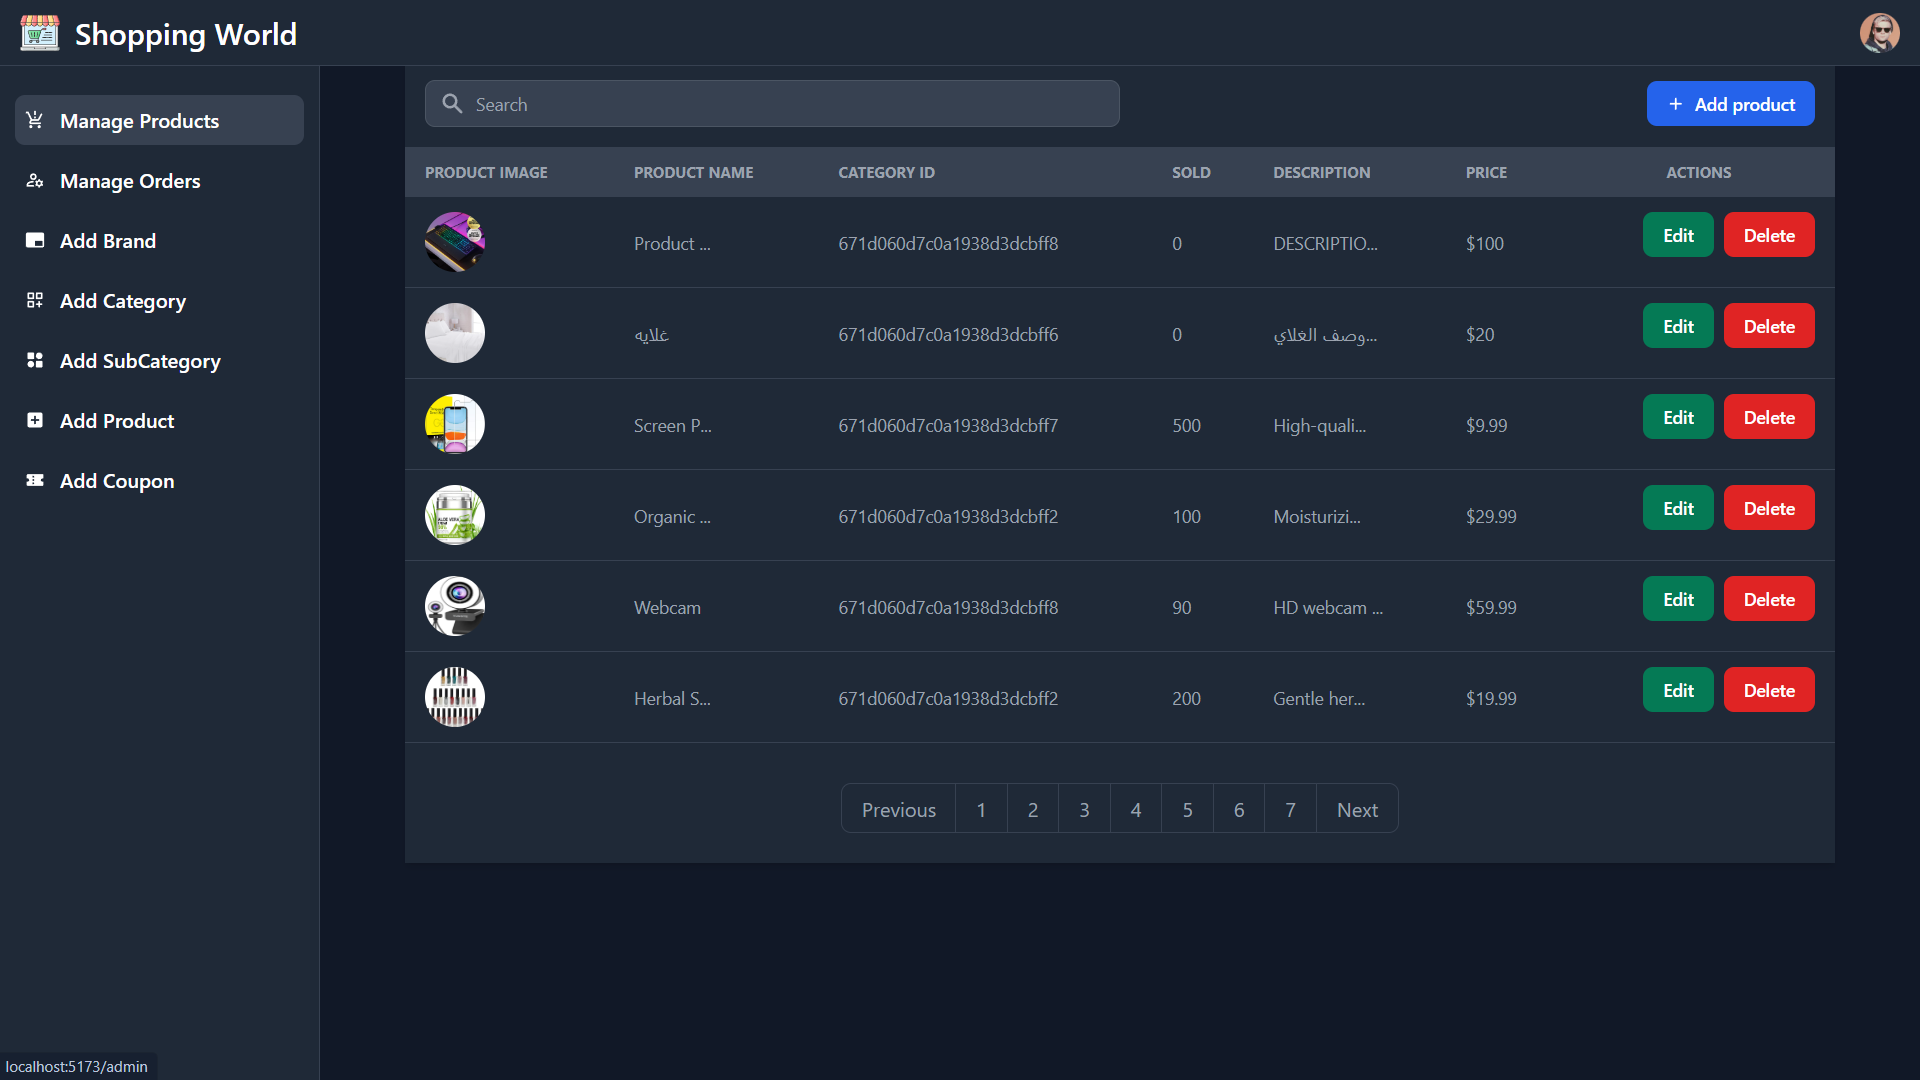 Shopping World
Manage Products
Manage Orders
Add Brand
Add Category
Add SubCategory
Add Product
Add Coupon
Search
+ Add product
PRODUCT IMAGE PRODUCT NAME CATEGORY ID SOLD DESCRIPTION PRICE ACTIONS
Product ... 671d060d7c0a1938d3dcbff8 0 DESCRIPTIO... $100 Edit Delete
غلايه 671d060d7c0a1938d3dcbff6 0 وصف الغلاي... $20 Edit Delete
Screen P... 671d060d7c0a1938d3dcbff7 500 High-quali... $9.99 Edit Delete
Organic ... 671d060d7c0a1938d3dcbff2 100 Moisturizi... $29.99 Edit Delete
Webcam 671d060d7c0a1938d3dcbff8 90 HD webcam ... $59.99 Edit Delete
Herbal S... 671d060d7c0a1938d3dcbff2 200 Gentle her... $19.99 Edit Delete
Previous 1 2 3 4 5 6 7 Next
localhost:5173/admin